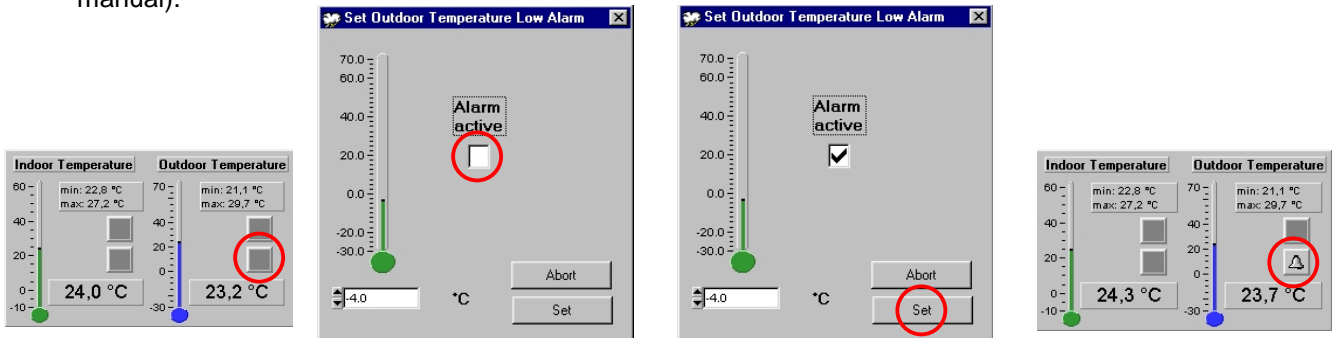 manual).
Indoor Temperature
60
40
20
0
-10
min: 22,8 °C
max: 27,2 °C
24,0 °C
Outdoor Temperature
70
40
20
0
-30
min: 21,1 °C
max: 29,7 °C
23,2 °C
Set Outdoor Temperature Low Alarm
70.0
60.0
40.0
20.0
0.0
-20.0
-30.0
Alarm
active
-4.0
°C
Abort
Set
Set Outdoor Temperature Low Alarm
70.0
60.0
40.0
20.0
0.0
-20.0
-30.0
Alarm
active
-4.0
°C
Abort
Set
Indoor Temperature
60
40
20
0
-10
min: 22,8 °C
max: 27,2 °C
24,3 °C
Outdoor Temperature
70
40
20
0
-30
min: 21,1 °C
max: 29,7 °C
23,7 °C